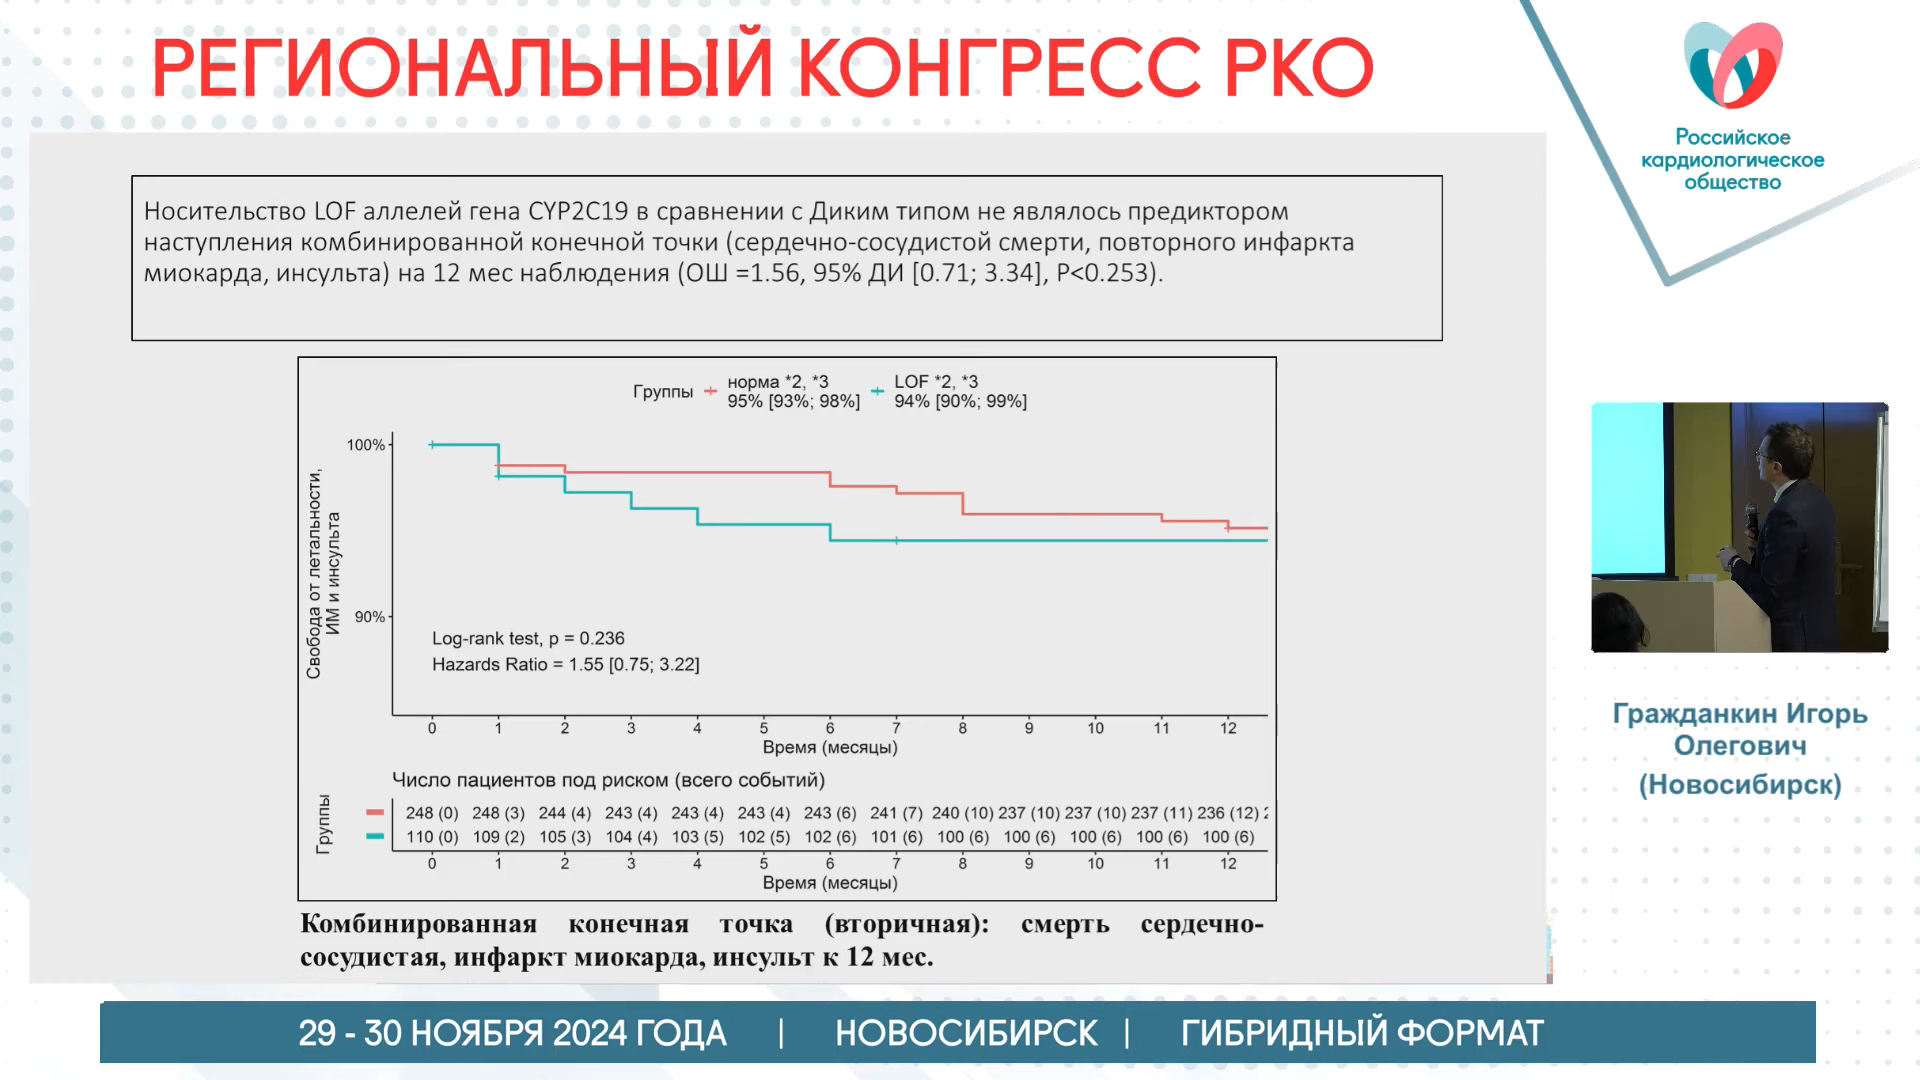 РЕГИОНАЛЬНЫЙ КОНГРЕСС РКО
Российское
кардиологическое
общество
Носительство LOF аллелей гена CYP2C19 в сравнении с Диким типом не являлось предиктором
наступления комбинированной конечной точки (сердечно-сосудистой смерти, повторного инфаркта
миокарда, инсульта) на 12 мес наблюдения (ОШ =1.56, 95% ДИ [0.71; 3.34], P<0.253).
Группы
норма *2, *3
95% [93%; 98%]
LOF *2, *3
94% [90%; 99%]
Свобода от летальности,
ИМ и инсульта
100%
90%
Log-rank test, p = 0.236
Hazards Ratio = 1.55 [0.75; 3.22]
0 1 2 3 4 5 6 7 8 9 10 11 12
Время (месяцы)
Число пациентов под риском (всего событий)
Группы
248 (0) 248 (3) 244 (4) 243 (4) 243 (4) 243 (4) 243 (6) 241 (7) 240 (10) 237 (10) 237 (10) 237 (11) 236 (12)
110 (0) 109 (2) 105 (3) 104 (4) 103 (5) 102 (5) 102 (6) 101 (6) 100 (6) 100 (6) 100 (6) 100 (6) 100 (6)
0 1 2 3 4 5 6 7 8 9 10 11 12
Время (месяцы)
Комбинированная конечная точка (вторичная): смерть сердечно-
сосудистая, инфаркт миокарда, инсульт к 12 мес.
Гражданкин Игорь
Олегович
(Новосибирск)
29 - 30 НОЯБРЯ 2024 ГОДА | НОВОСИБИРСК | ГИБРИДНЫЙ ФОРМАТ